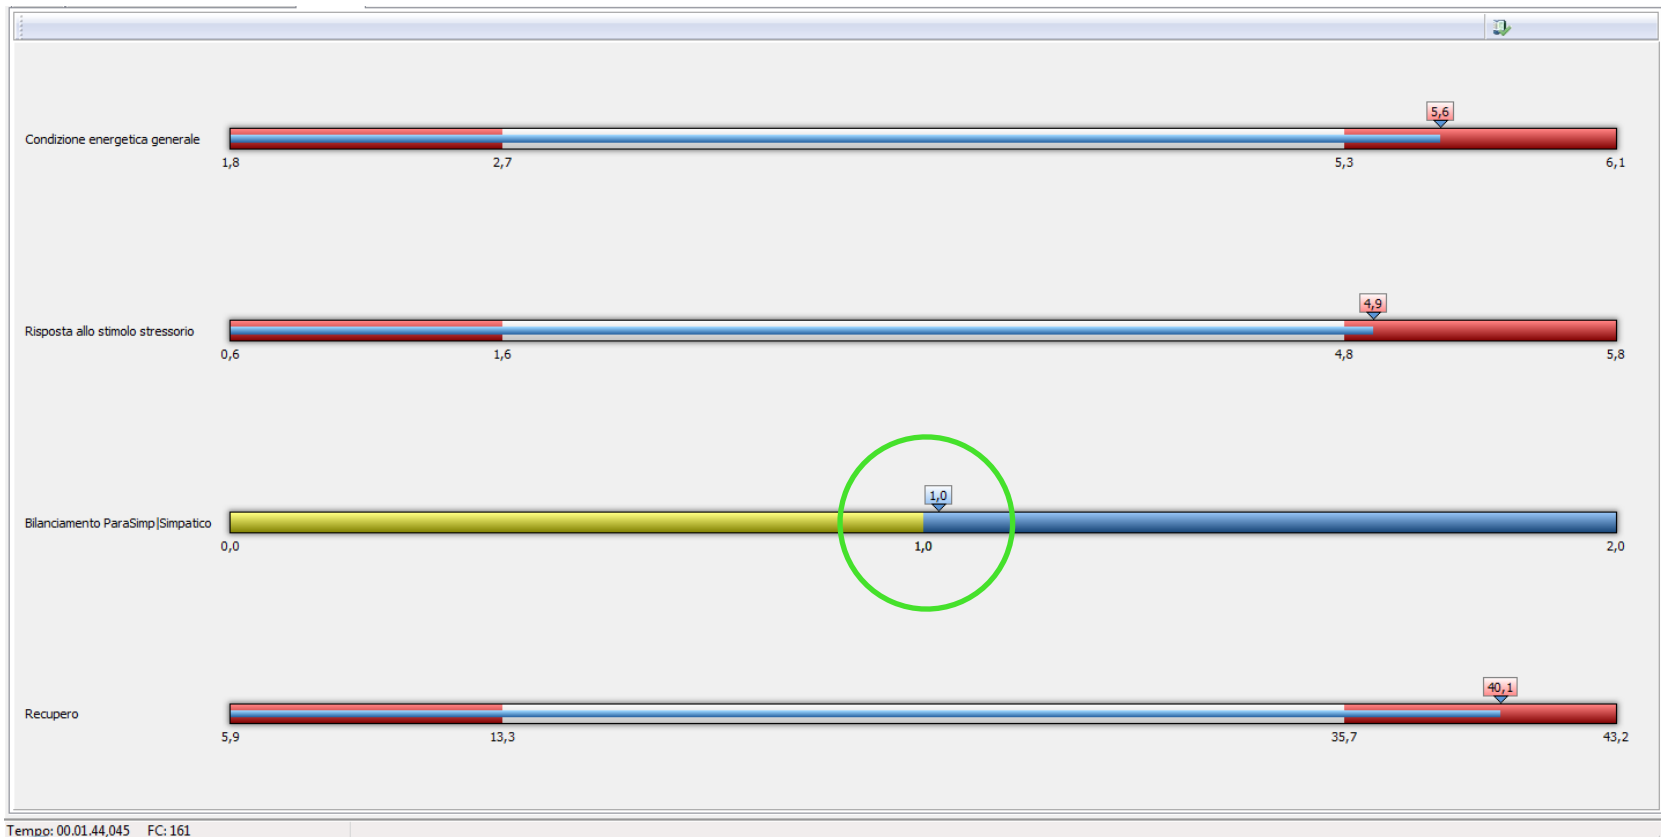 5,6
Condizione energetica generale
1,8 2,7 5,3 6,1
4,9
Risposta allo stimolo stressorio
0,6 1,6 4,8 5,8
1,0
Bilanciamento ParaSimp|Simpatico
0,0 1,0 2,0
40,1
Recupero
5,9 13,3 35,7 43,2
Tempo: 00.01.44,045 FC: 161